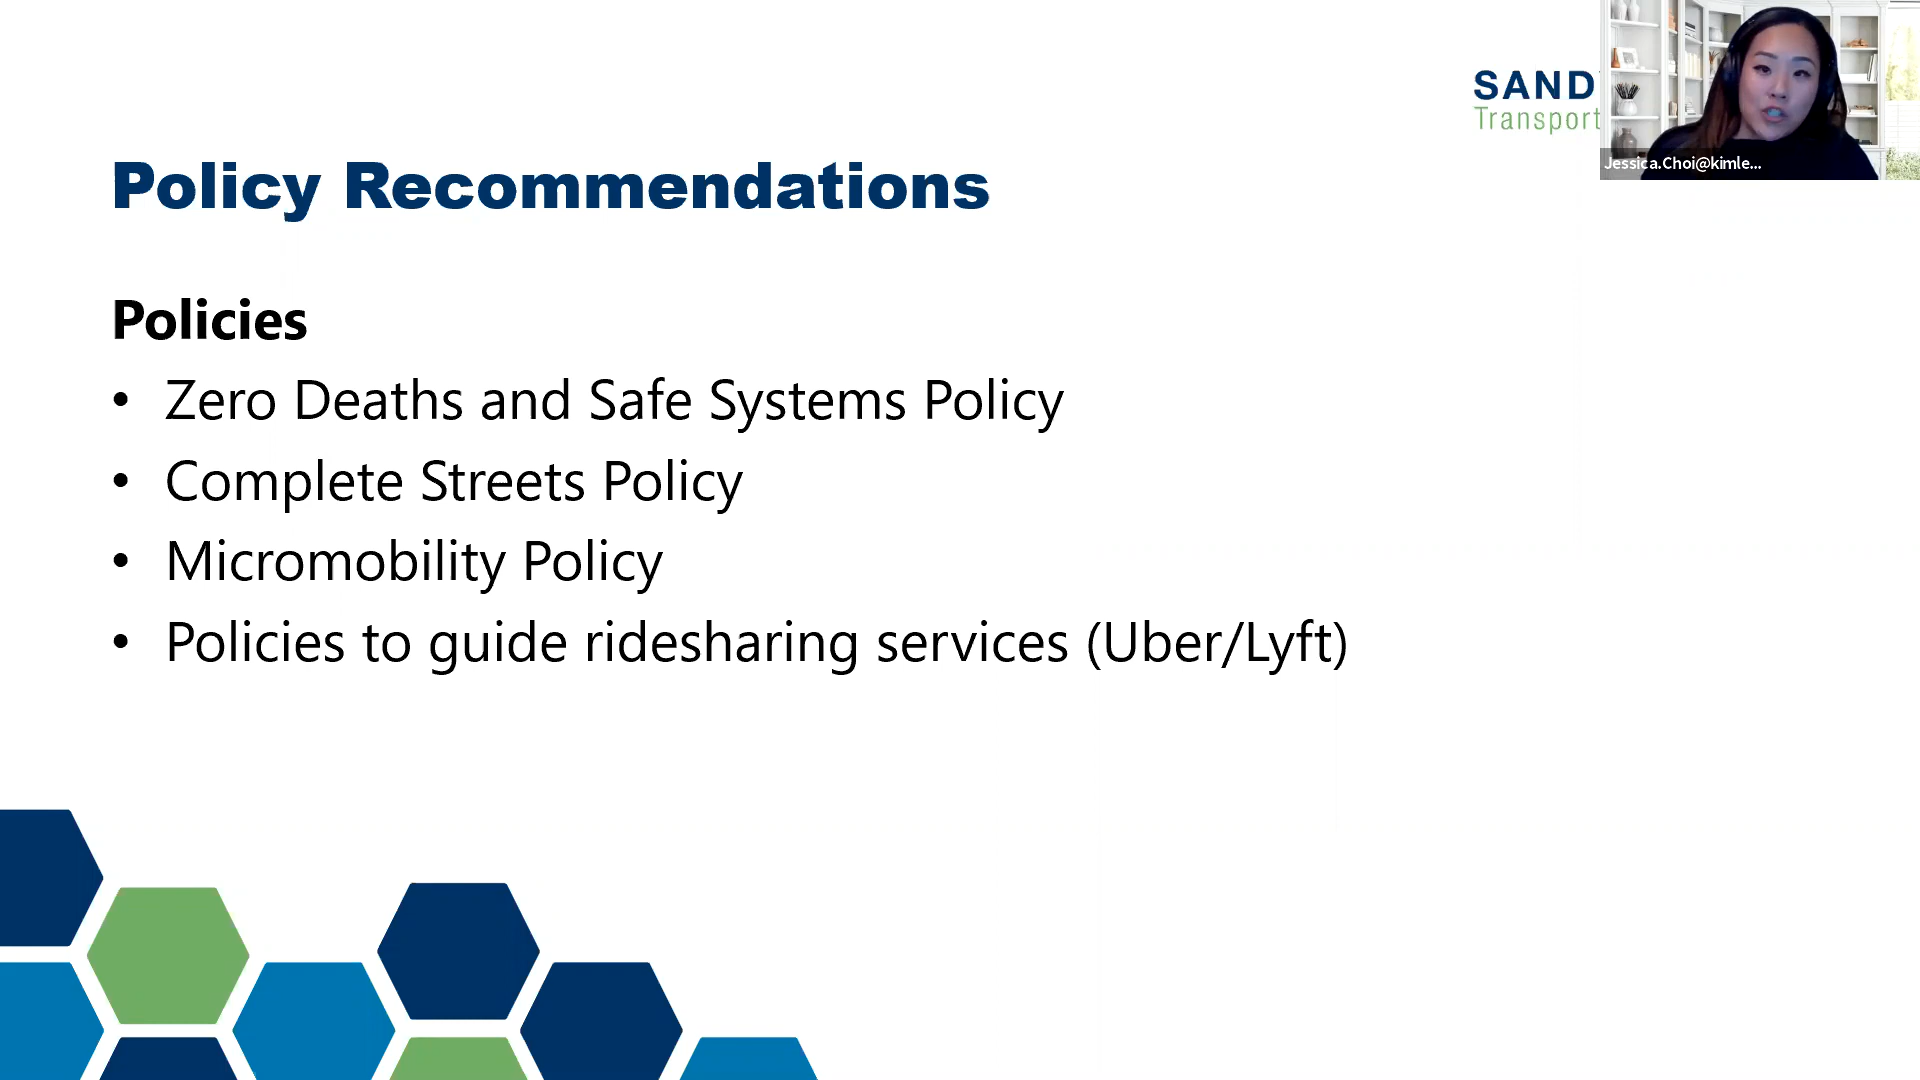 SAND
Transport
Jessica.Choi@kimle...
Policy Recommendations
Policies
• Zero Deaths and Safe Systems Policy
• Complete Streets Policy
• Micromobility Policy
• Policies to guide ridesharing services (Uber/Lyft)